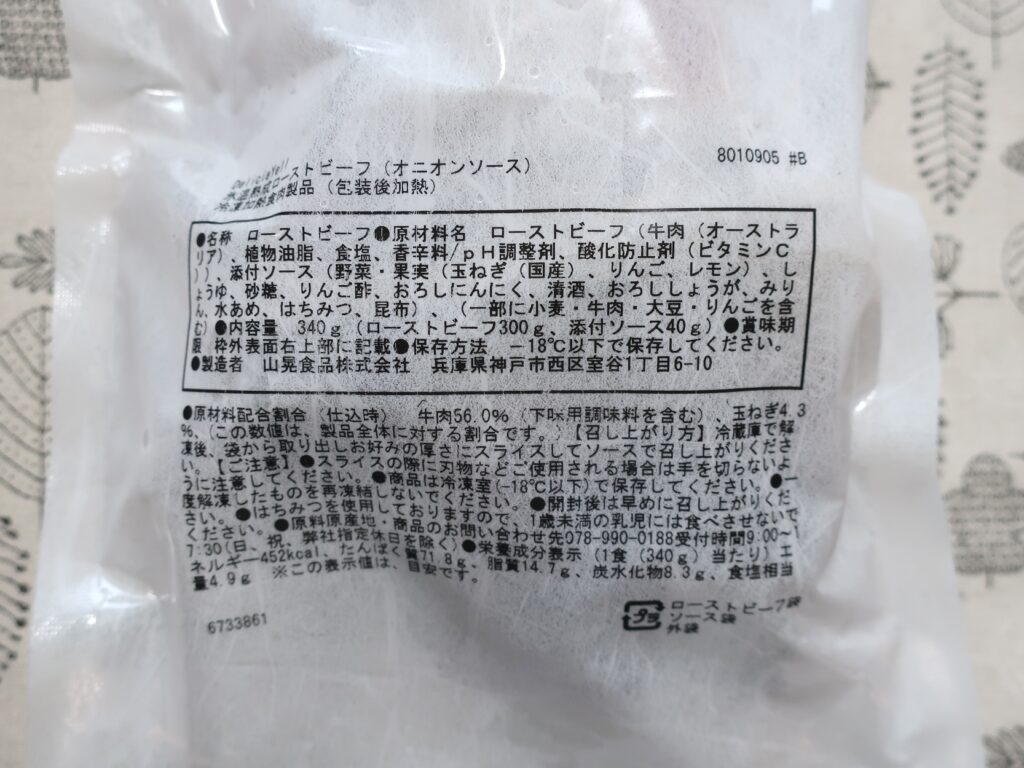 8010905 #B
氷温熟成ローストビーフ（オニオンソース）
冷凍加熱食肉製品（包装後加熱）
●名称 ローストビーフ●原材料名 ローストビーフ（牛肉（オーストラ
リア）、植物油脂、食塩、香辛料/pH調整剤、酸化防止剤（ビタミンC
））、添付ソース（野菜・果実（玉ねぎ（国産）、りんご、レモン）、し
ょうゆ、砂糖、りんご酢、おろしにんにく、清酒、おろししょうが、みり
ん、水あめ、はちみつ、昆布）、（一部に小麦・牛肉・大豆・りんごを含
む）●内容量 340g（ローストビーフ300g、添付ソース40g）●賞味期
限 枠外表面右上部に記載●保存方法 −18℃以下で保存してください。
●製造者 山晃食品株式会社 兵庫県神戸市西区室谷1丁目6-10
●原材料配合割合（仕込時） 牛肉56.0%（下味用調味料を含む）、玉ねぎ4.3
%、（この数値は、製品全体に対する割合です。）【召し上がり方】冷蔵庫で解
凍後、袋から取り出しお好みの厚さにスライスしてソースで召し上がりくださ
い。【ご注意】●スライスの際に刃物などご使用される場合は手を切らないよ
うに注意してください。●商品は冷凍室(-18℃以下)で保存してください。●一
度解凍したものを再凍結しないでください。●開封後は早めに召し上がりくだ
さい。●はちみつを使用しておりますので、1歳未満の乳児には食べさせないで
ください。●原料原産地・商品のお問い合わせ先078-990-0188受付時間9:00〜1
7:30(日、祝、弊社指定休日を除く)●栄養成分表示（1食（340g）当たり）エ
ネルギー452kcal、たんぱく質71.8g、脂質14.7g、炭水化物8.3g、食塩相当
量4.9g ※この表示値は、目安です。
6733861
プラ
ローストビーフ袋
ソース袋
外袋